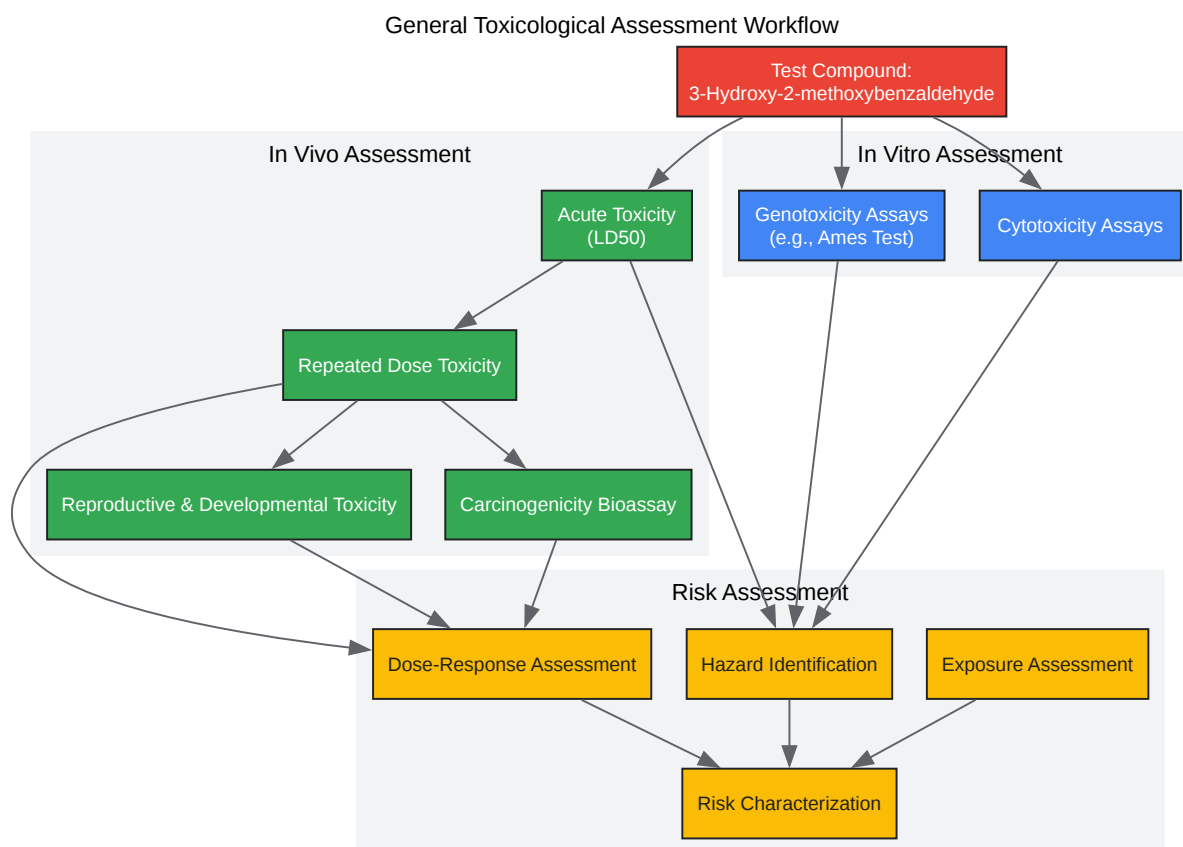 General Toxicological Assessment Workflow
Test Compound:
3-Hydroxy-2-methoxybenzaldehyde
In Vivo Assessment
In Vitro Assessment
Acute Toxicity
(LD50)
Genotoxicity Assays
(e.g., Ames Test)
Cytotoxicity Assays
Repeated Dose Toxicity
Reproductive & Developmental Toxicity
Carcinogenicity Bioassay
Risk Assessment
Dose-Response Assessment
Hazard Identification
Exposure Assessment
Risk Characterization